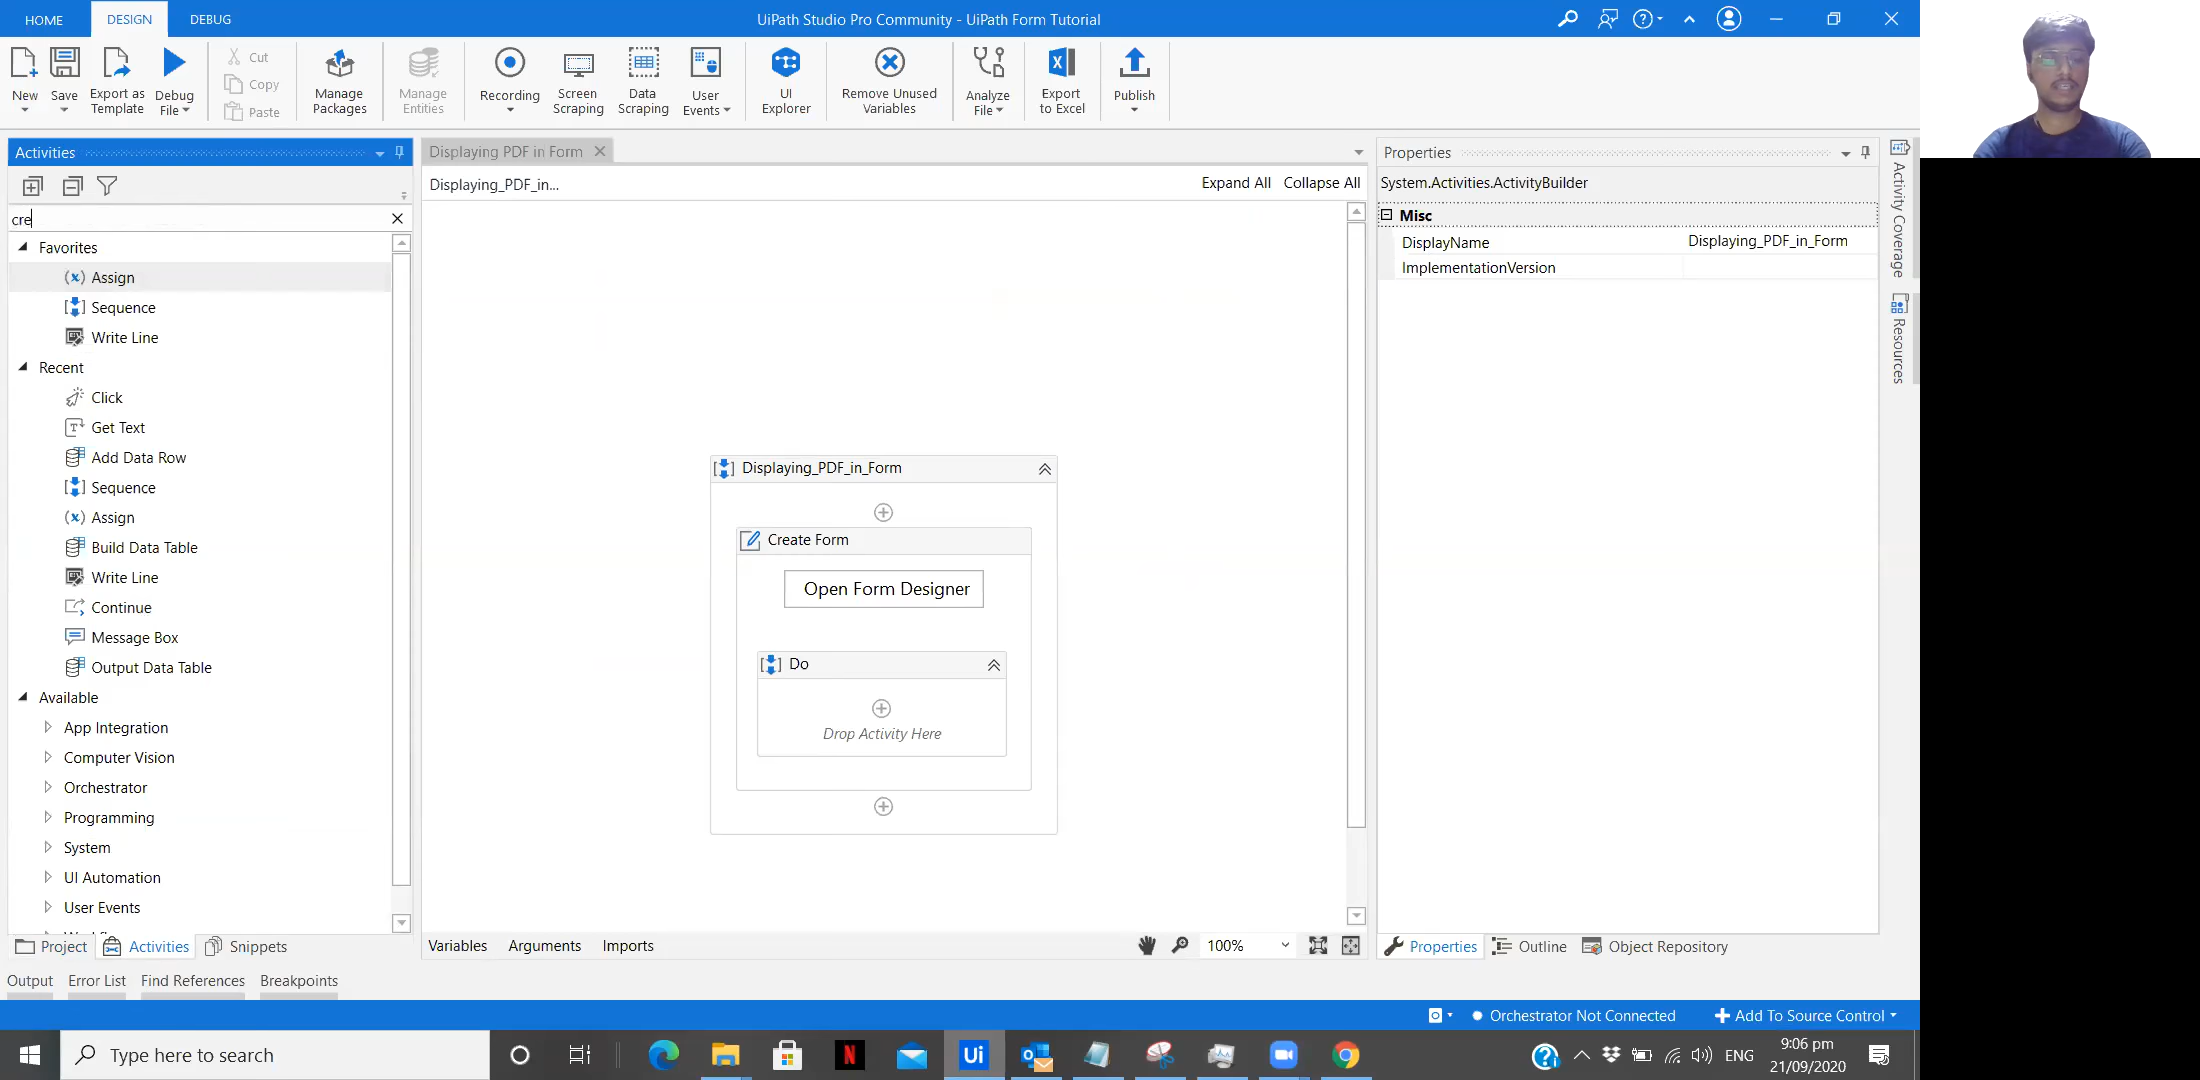 HOME
DESIGN
DEBUG
UiPath Studio Pro Community - UiPath Form Tutorial
New
Save
Export as Template
Debug File
Cut
Copy
Paste
Manage Packages
Manage Entities
Recording
Screen Scraping
Data Scraping
User Events
UI Explorer
Remove Unused Variables
Analyze File
Export to Excel
Publish
Activities
cre
Favorites
Assign
Sequence
Write Line
Recent
Click
Get Text
Add Data Row
Sequence
Assign
Build Data Table
Write Line
Continue
Message Box
Output Data Table
Available
App Integration
Computer Vision
Orchestrator
Programming
System
UI Automation
User Events
Project
Activities
Snippets
Displaying PDF in Form
Displaying_PDF_in...
Expand All
Collapse All
Displaying_PDF_in_Form
Create Form
Open Form Designer
Do
Drop Activity Here
Variables
Arguments
Imports
100%
Properties
System.Activities.ActivityBuilder
Misc
DisplayName
Displaying_PDF_in_Form
ImplementationVersion
Properties
Outline
Object Repository
Activity Coverage
Resources
Output
Error List
Find References
Breakpoints
Orchestrator Not Connected
Add To Source Control
Type here to search
N
Ui
ENG
9:06 pm
21/09/2020